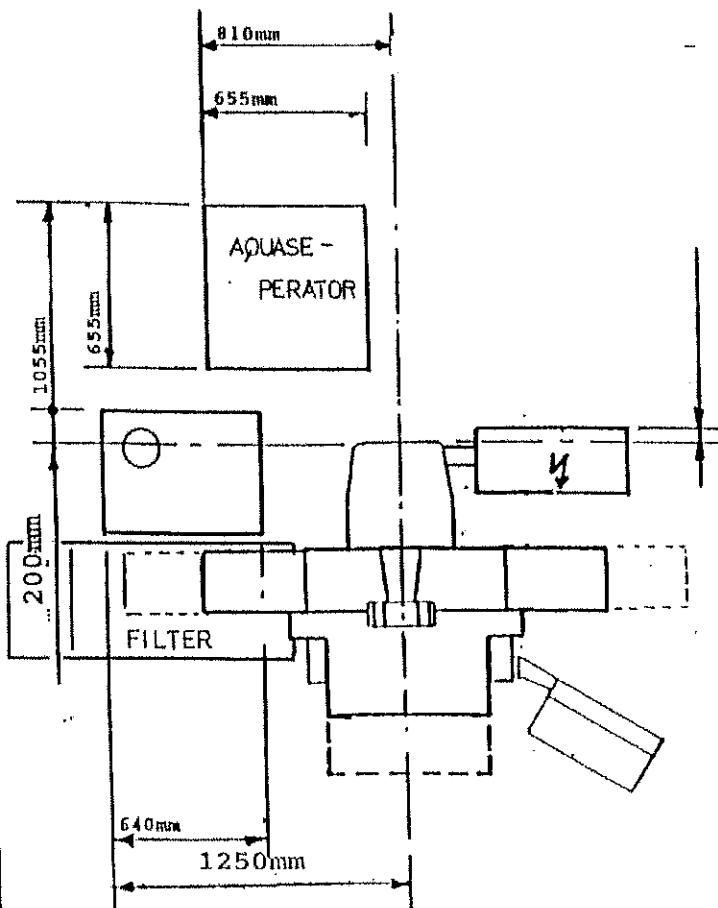 810mm
655mm
AQUASE-
PERATOR
1055mm
655mm
200mm
FILTER
640mm
1250mm